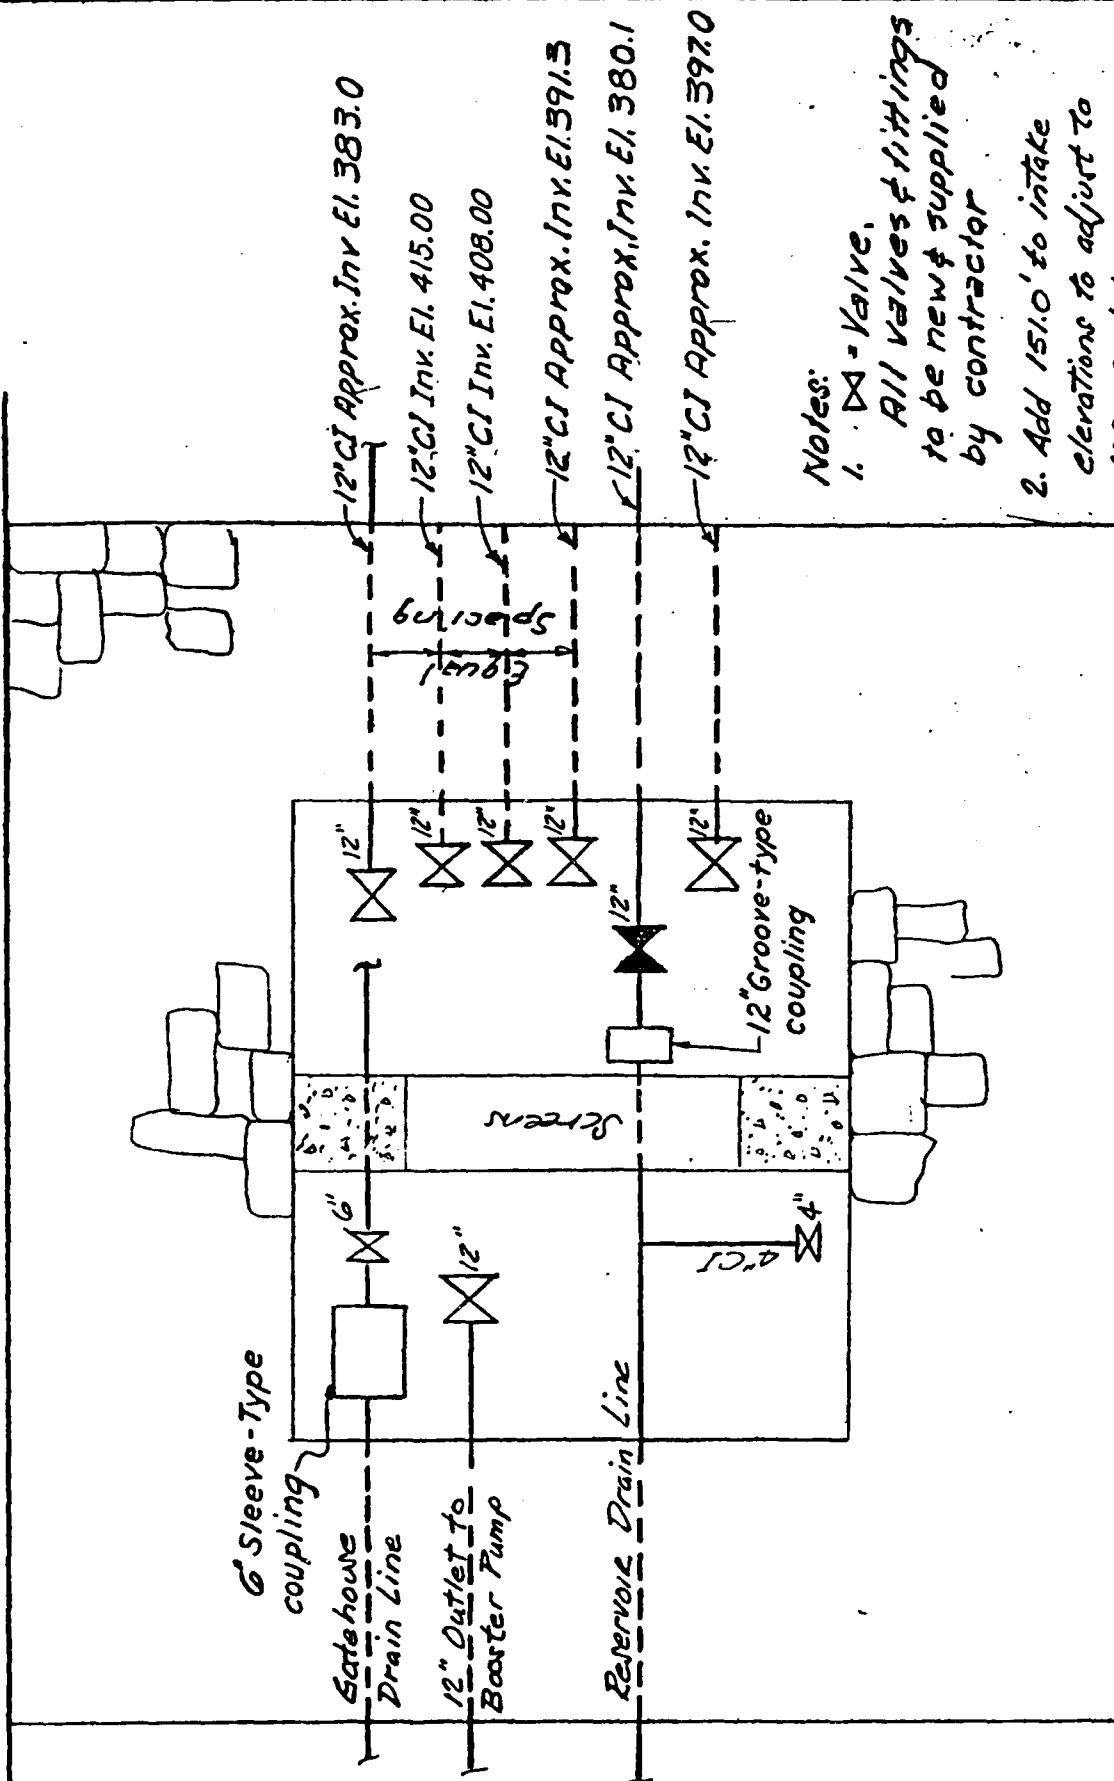 12"CI Approx. Inv El. 383.0
12"CI Inv. El. 415.00
12"CI Inv. El. 408.00
12"CI Approx. Inv. El. 391.3
12"CI Approx. Inv. El. 380.1
12"CI Approx. Inv. El. 397.0
Equal
Spacing
12"
12"
12"
12"
12"
12"
12"Groove-type
coupling
Screens
6"
12"
4"CI
4"
6" Sleeve-Type
coupling
Gatehouse
Drain Line
12" Outlet to
Booster Pump
Reservoir Drain Line
Notes:
1. = Valve.
All valves & fittings
to be new & supplied
by contractor
2. Add 151.0' to intake
elevations to adjust to